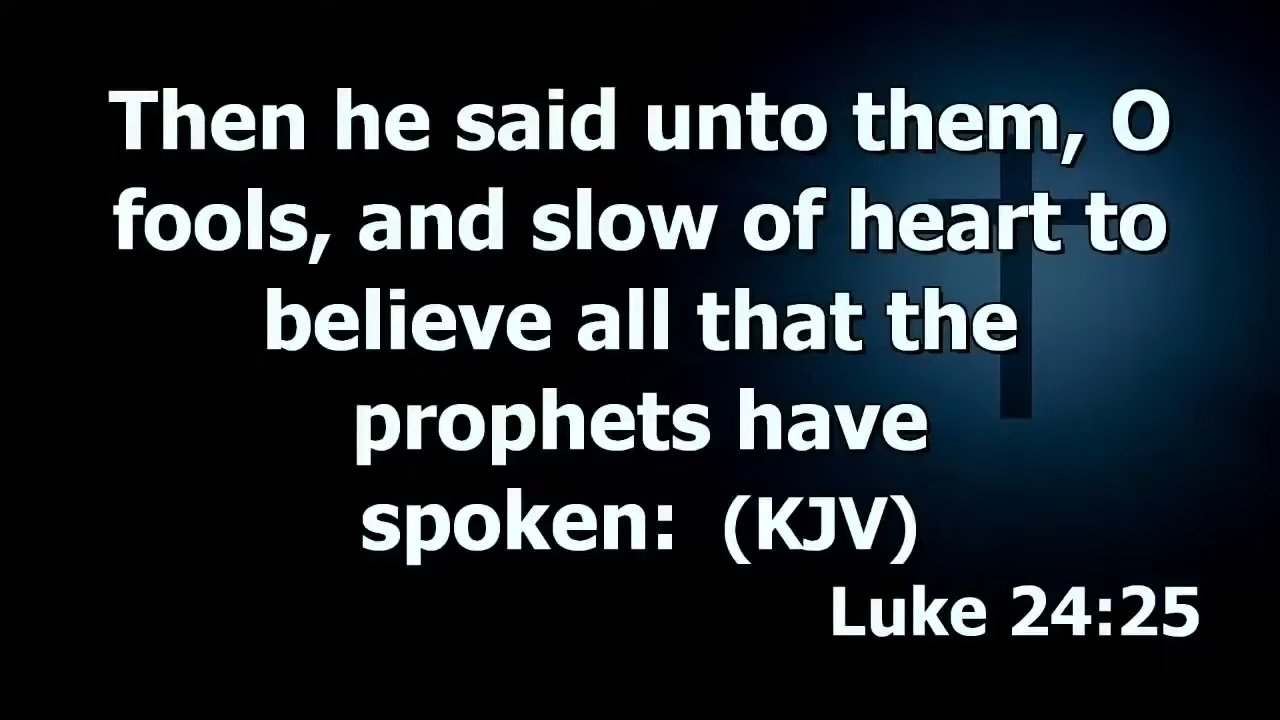 Then he said unto them, O
fools, and slow of heart to
believe all that the
prophets have
spoken: (KJV)
Luke 24:25